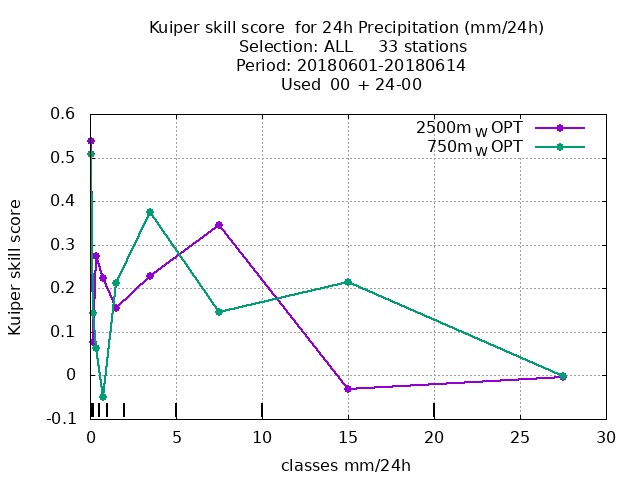 Kuiper skill score  for 24h Precipitation (mm/24h)
Selection: ALL     33 stations
Period: 20180601-20180614
Used  00 + 24-00
2500m W OPT
750m W OPT
0.6
0.5
0.4
0.3
0.2
0.1
0
-0.1
Kuiper skill score
0 5 10 15 20 25 30
classes mm/24h